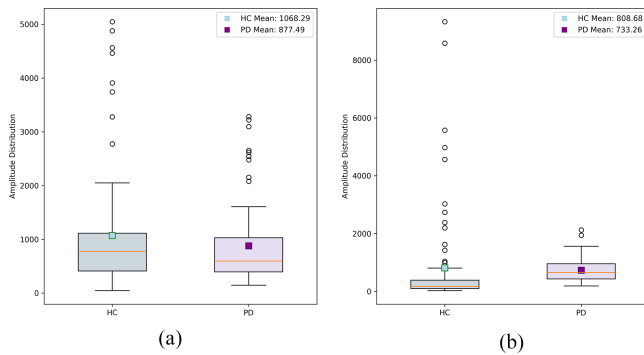 HC Mean: 1068.29
PD Mean: 877.49
Amplitude Distribution
5000
4000
3000
2000
1000
0
HC PD
(a)
HC Mean: 808.68
PD Mean: 733.26
Amplitude Distribution
8000
6000
4000
2000
0
HC PD
(b)